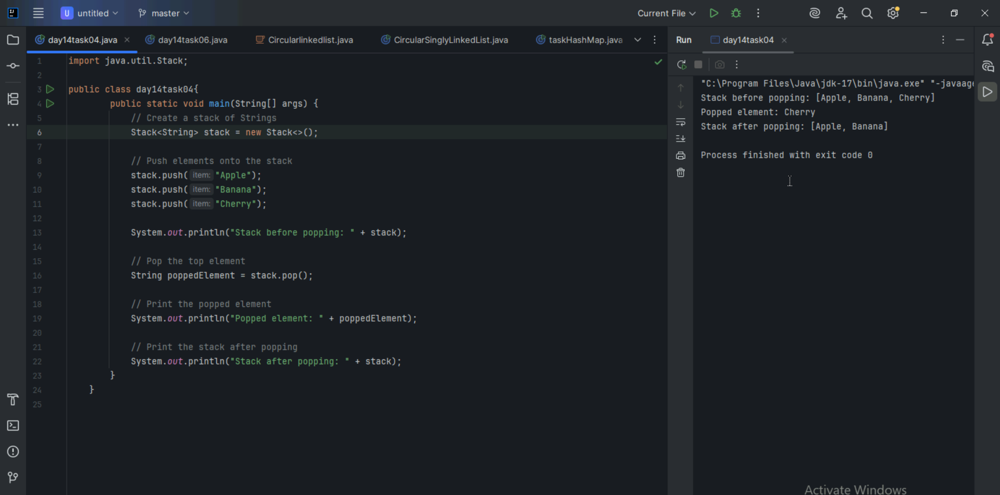 U untitled master Current File
day14task04.java day14task06.java Circularlinkedlist.java CircularSinglyLinkedList.java taskHashMap.java Run day14task04
1 import java.util.Stack;
2
3 public class day14task04{
4 public static void main(String[] args) {
5 // Create a stack of Strings
6 Stack<String> stack = new Stack<>();
7
8 // Push elements onto the stack
9 stack.push( item: "Apple");
10 stack.push( item: "Banana");
11 stack.push( item: "Cherry");
12
13 System.out.println("Stack before popping: " + stack);
14
15 // Pop the top element
16 String poppedElement = stack.pop();
17
18 // Print the popped element
19 System.out.println("Popped element: " + poppedElement);
20
21 // Print the stack after popping
22 System.out.println("Stack after popping: " + stack);
23 }
24 }
25
"C:\Program Files\Java\jdk-17\bin\java.exe" "-javaage
Stack before popping: [Apple, Banana, Cherry]
Popped element: Cherry
Stack after popping: [Apple, Banana]
Process finished with exit code 0
Activate Windows